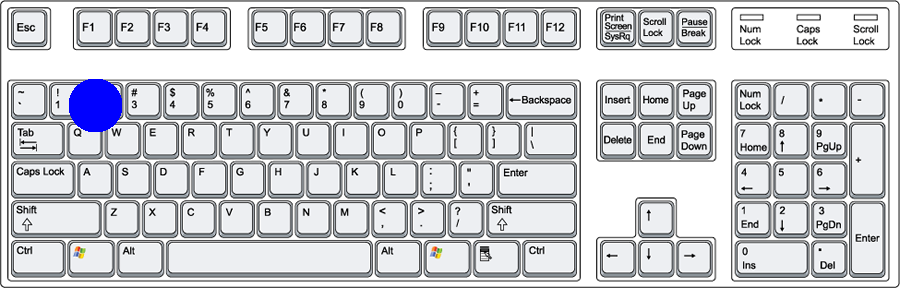 Esc F1 F2 F3 F4 F5 F6 F7 F8 F9 F10 F11 F12 Print Screen SysRq Scroll Lock Pause Break Num Lock Caps Lock Scroll Lock
~ ` ! 1 # 3 $ 4 % 5 ^ 6 & 7 * 8 ( 9 ) 0 – - + = ←Backspace Insert Home Page Up Num Lock / * -
Tab Q W E R T Y U I O P { [ } ] | \ Delete End Page Down 7 Home 8 ↑ 9 PgUp +
Caps Lock A S D F G H J K L : ; " ' Enter 4 ← 5 6 →
Shift Z X C V B N M < , > . ? / Shift ↑ 1 End 2 ↓ 3 PgDn Enter
Ctrl Alt Alt Ctrl ← ↓ → 0 Ins . Del